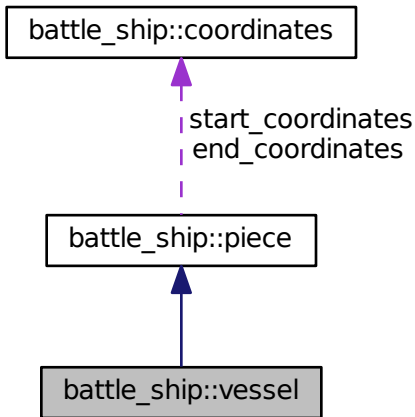 battle_ship::coordinates
start_coordinates
end_coordinates
battle_ship::piece
battle_ship::vessel